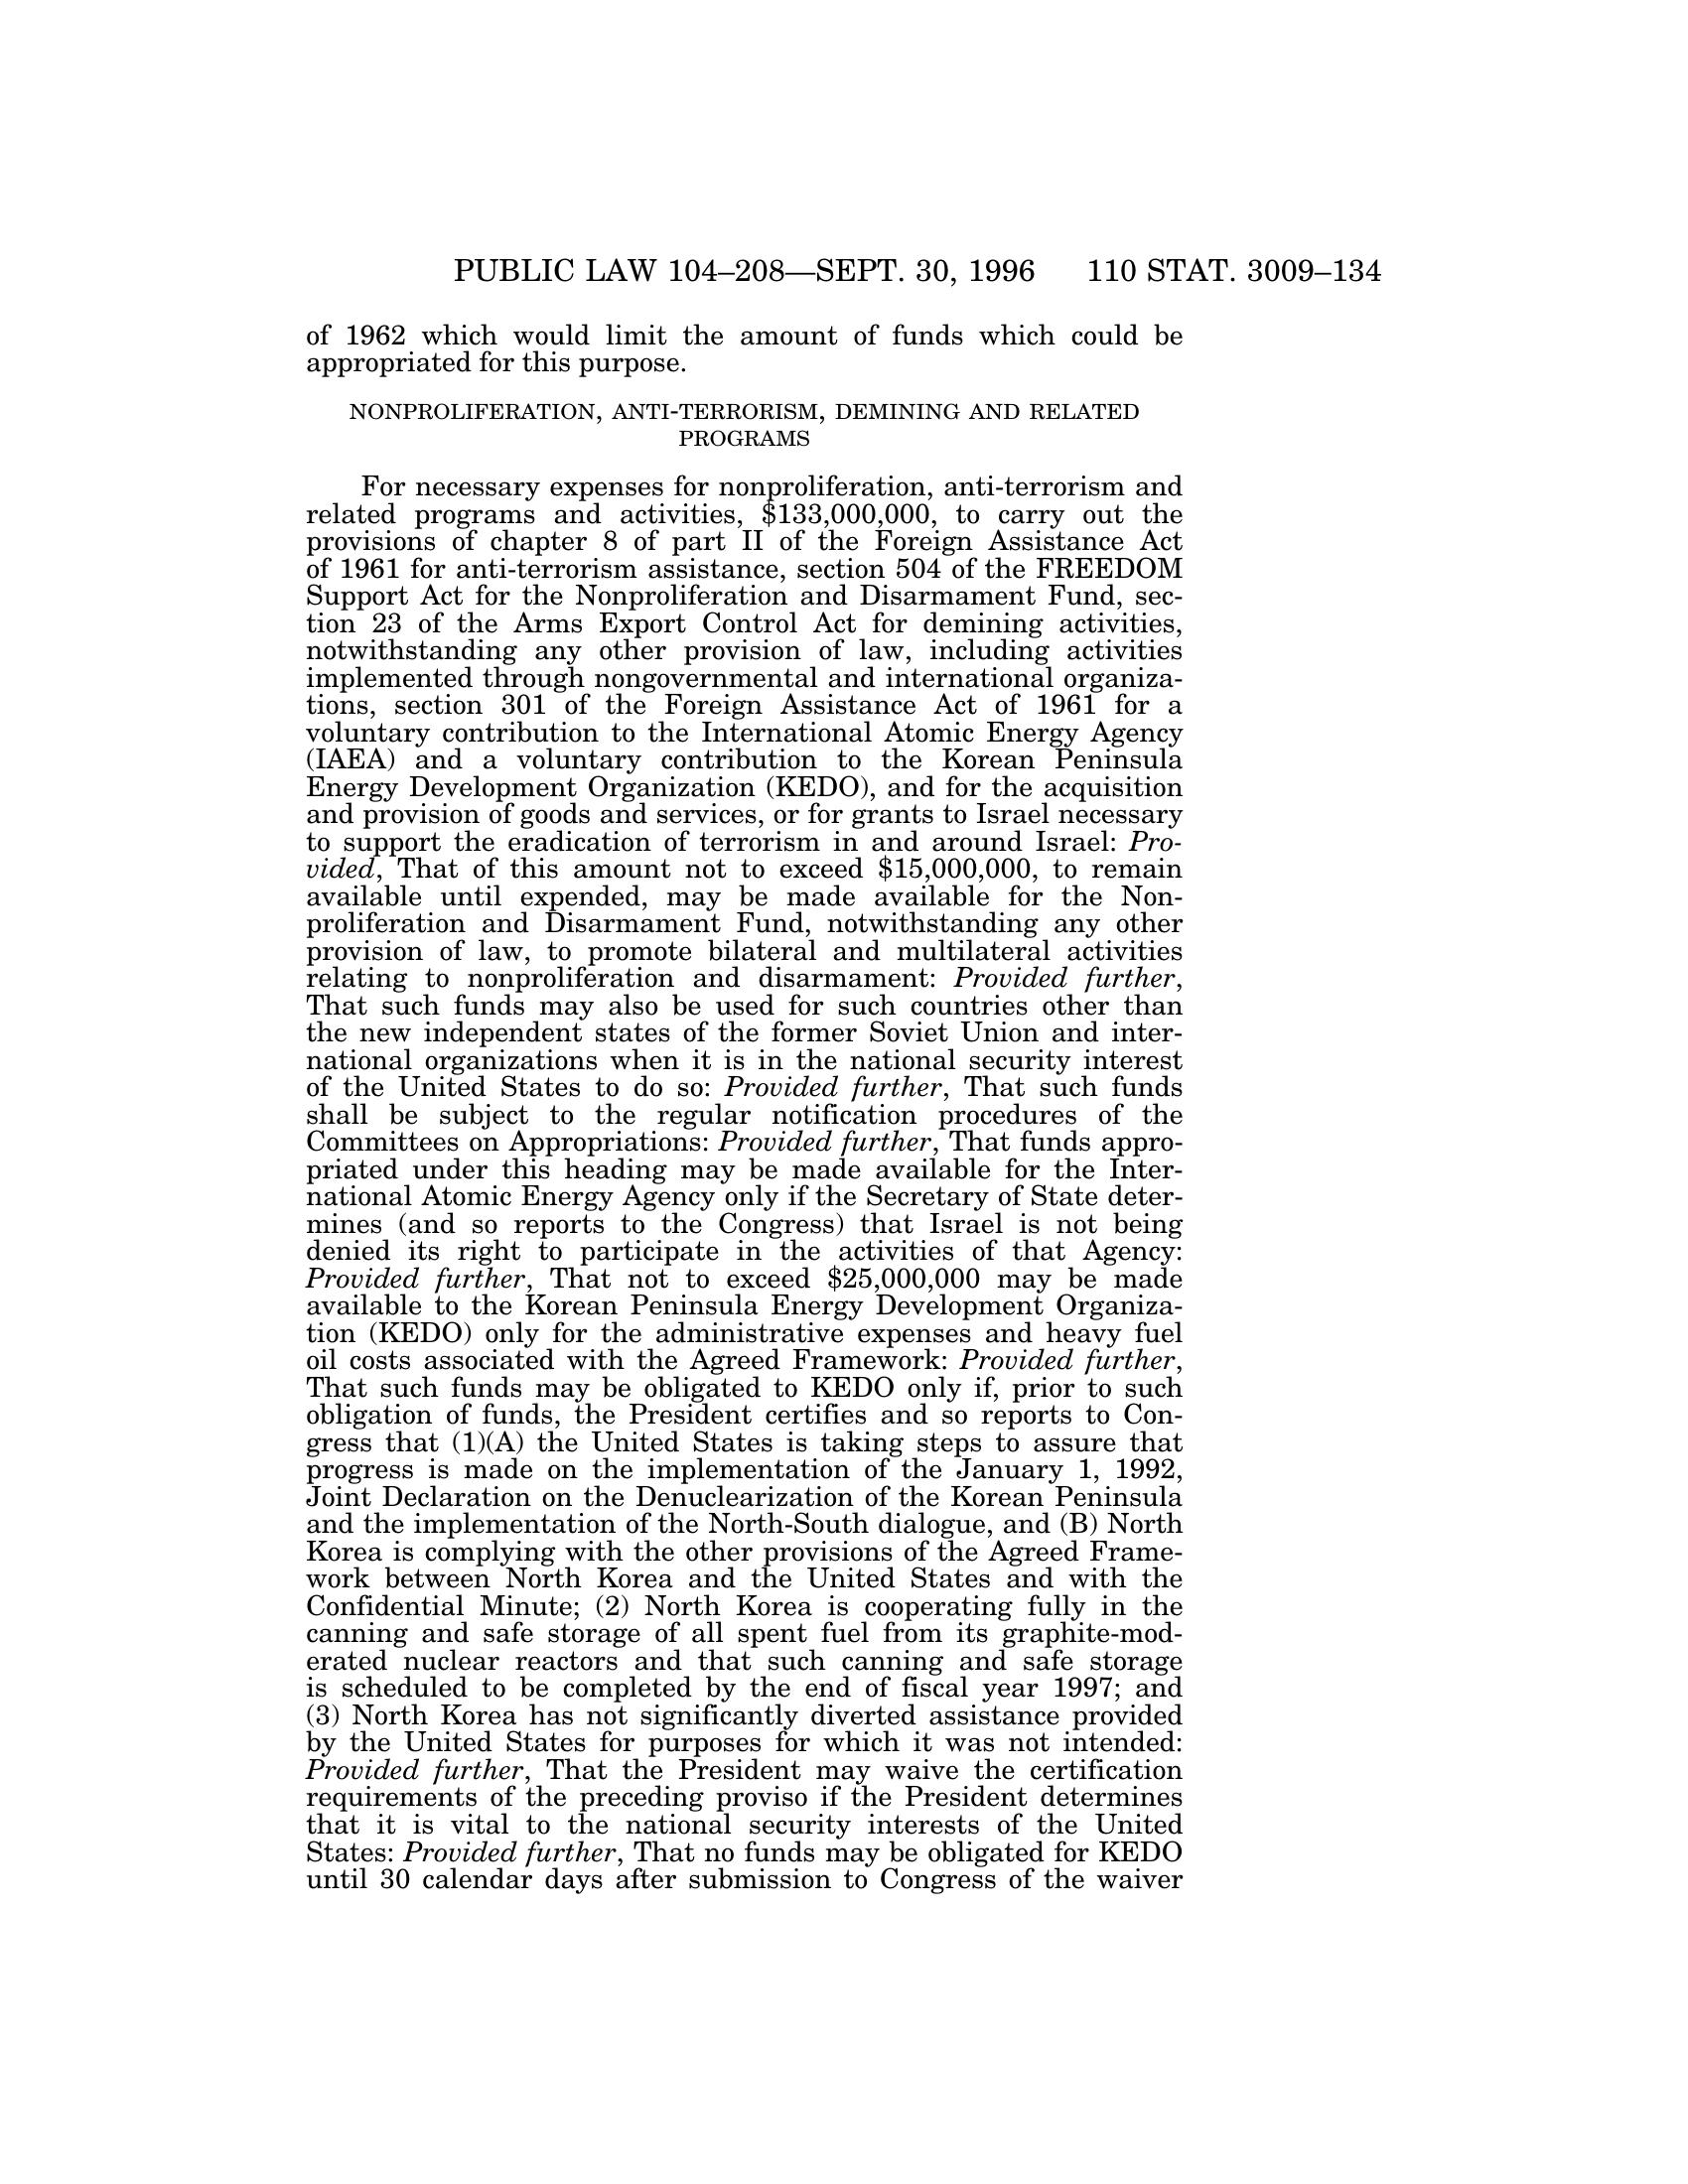 PUBLIC LAW 104–208—SEPT. 30, 1996 110 STAT. 3009–134
of 1962 which would limit the amount of funds which could be
appropriated for this purpose.
NONPROLIFERATION, ANTI-TERRORISM, DEMINING AND RELATED
PROGRAMS
For necessary expenses for nonproliferation, anti-terrorism and
related programs and activities, $133,000,000, to carry out the
provisions of chapter 8 of part II of the Foreign Assistance Act
of 1961 for anti-terrorism assistance, section 504 of the FREEDOM
Support Act for the Nonproliferation and Disarmament Fund, sec-
tion 23 of the Arms Export Control Act for demining activities,
notwithstanding any other provision of law, including activities
implemented through nongovernmental and international organiza-
tions, section 301 of the Foreign Assistance Act of 1961 for a
voluntary contribution to the International Atomic Energy Agency
(IAEA) and a voluntary contribution to the Korean Peninsula
Energy Development Organization (KEDO), and for the acquisition
and provision of goods and services, or for grants to Israel necessary
to support the eradication of terrorism in and around Israel: Pro-
vided, That of this amount not to exceed $15,000,000, to remain
available until expended, may be made available for the Non-
proliferation and Disarmament Fund, notwithstanding any other
provision of law, to promote bilateral and multilateral activities
relating to nonproliferation and disarmament: Provided further,
That such funds may also be used for such countries other than
the new independent states of the former Soviet Union and inter-
national organizations when it is in the national security interest
of the United States to do so: Provided further, That such funds
shall be subject to the regular notification procedures of the
Committees on Appropriations: Provided further, That funds appro-
priated under this heading may be made available for the Inter-
national Atomic Energy Agency only if the Secretary of State deter-
mines (and so reports to the Congress) that Israel is not being
denied its right to participate in the activities of that Agency:
Provided further, That not to exceed $25,000,000 may be made
available to the Korean Peninsula Energy Development Organiza-
tion (KEDO) only for the administrative expenses and heavy fuel
oil costs associated with the Agreed Framework: Provided further,
That such funds may be obligated to KEDO only if, prior to such
obligation of funds, the President certifies and so reports to Con-
gress that (1)(A) the United States is taking steps to assure that
progress is made on the implementation of the January 1, 1992,
Joint Declaration on the Denuclearization of the Korean Peninsula
and the implementation of the North-South dialogue, and (B) North
Korea is complying with the other provisions of the Agreed Frame-
work between North Korea and the United States and with the
Confidential Minute; (2) North Korea is cooperating fully in the
canning and safe storage of all spent fuel from its graphite-mod-
erated nuclear reactors and that such canning and safe storage
is scheduled to be completed by the end of fiscal year 1997; and
(3) North Korea has not significantly diverted assistance provided
by the United States for purposes for which it was not intended:
Provided further, That the President may waive the certification
requirements of the preceding proviso if the President determines
that it is vital to the national security interests of the United
States: Provided further, That no funds may be obligated for KEDO
until 30 calendar days after submission to Congress of the waiver